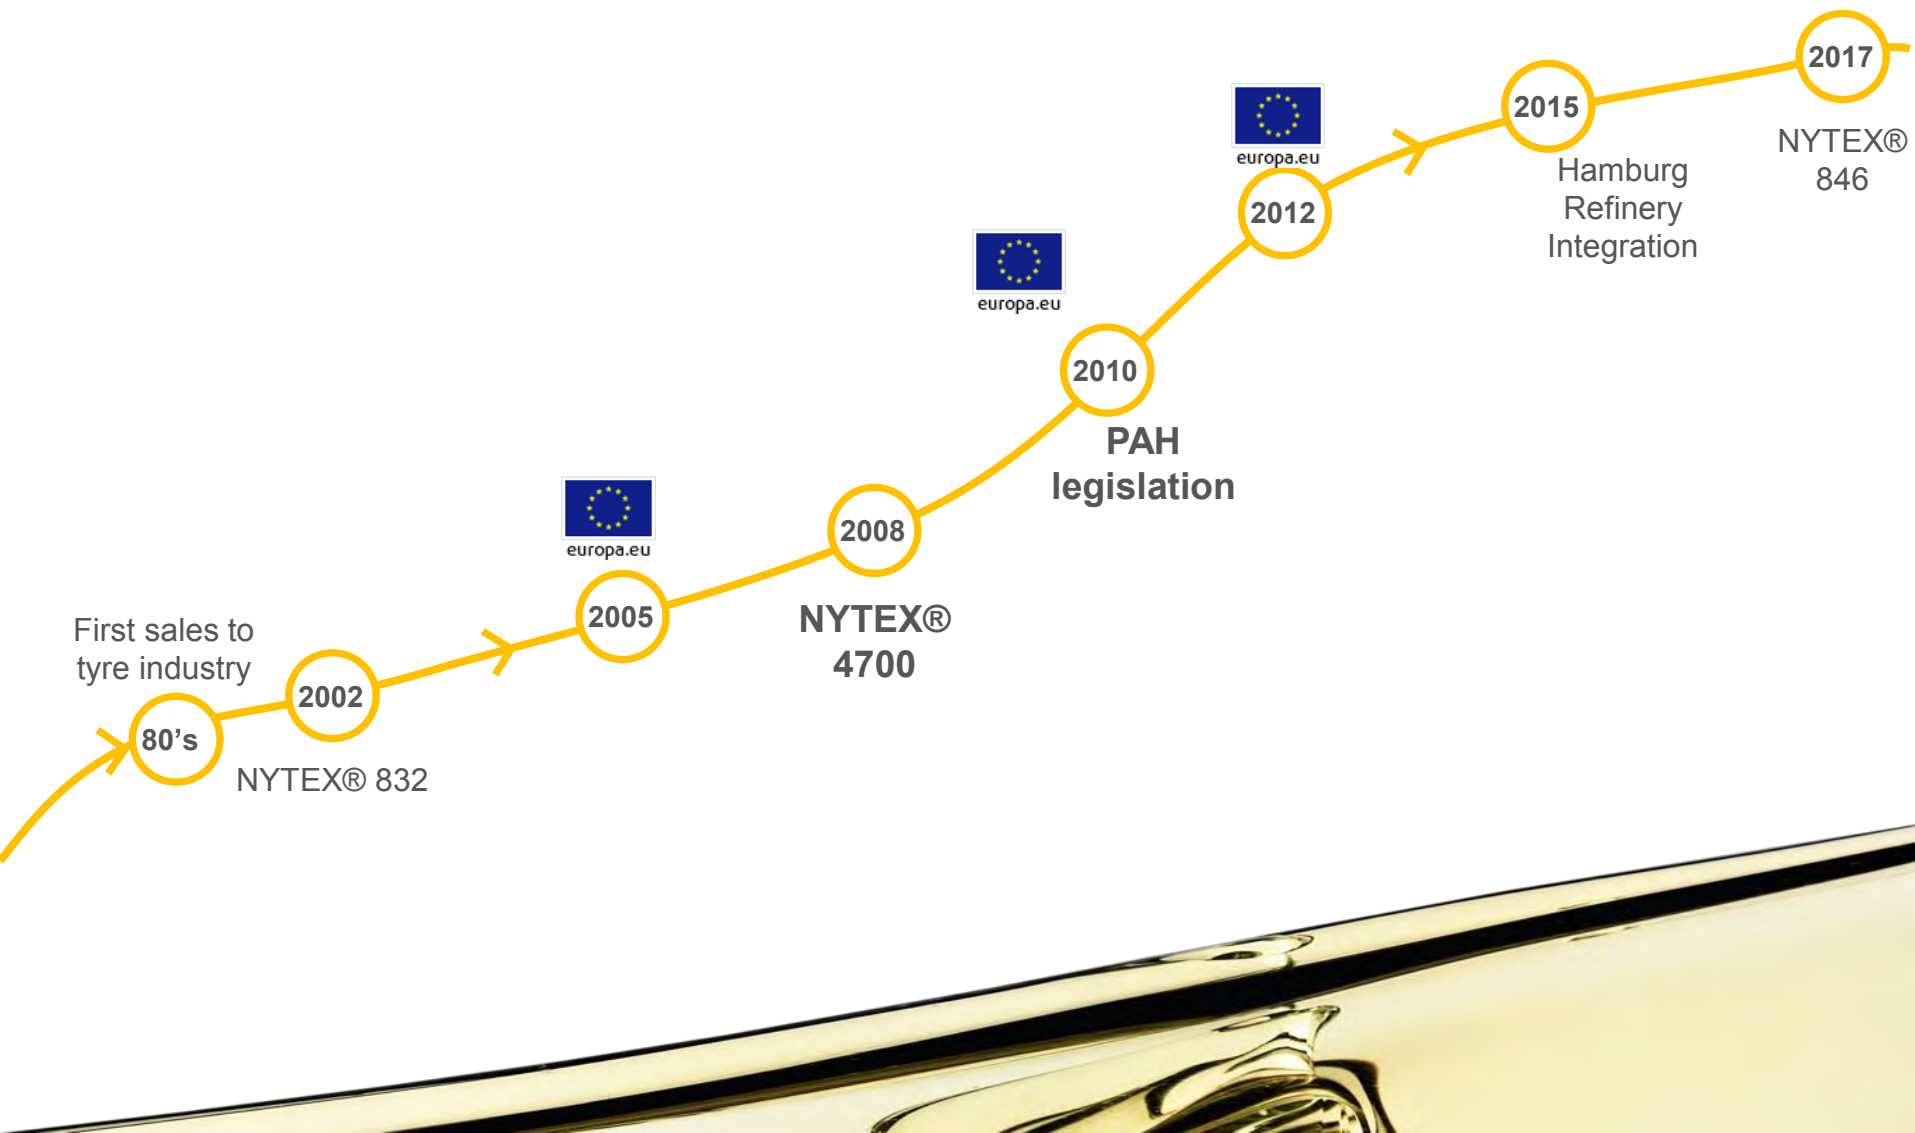 First sales to
tyre industry
80's
2002
NYTEX® 832
europa.eu
2005
2008
NYTEX®
4700
europa.eu
2010
PAH
legislation
europa.eu
2012
2015
Hamburg
Refinery
Integration
2017
NYTEX®
846